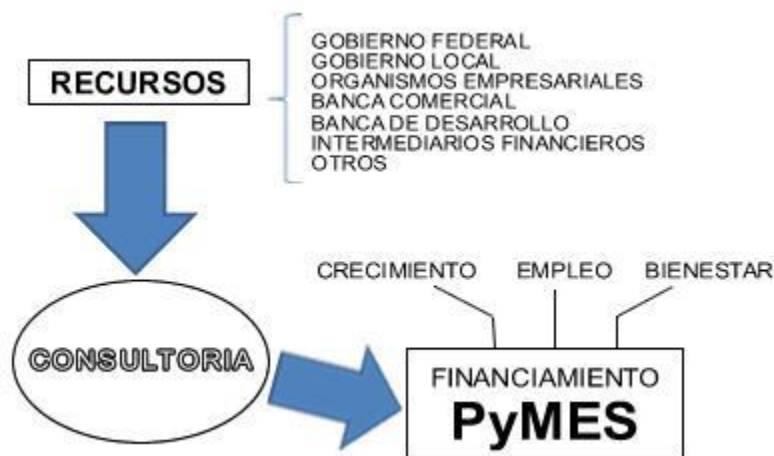 RECURSOS
GOBIERNO FEDERAL
GOBIERNO LOCAL
ORGANISMOS EMPRESARIALES
BANCA COMERCIAL
BANCA DE DESARROLLO
INTERMEDIARIOS FINANCIEROS
OTROS
CRECIMIENTO
EMPLEO
BIENESTAR
CONSULTORIA
FINANCIAMIENTO
PyMES